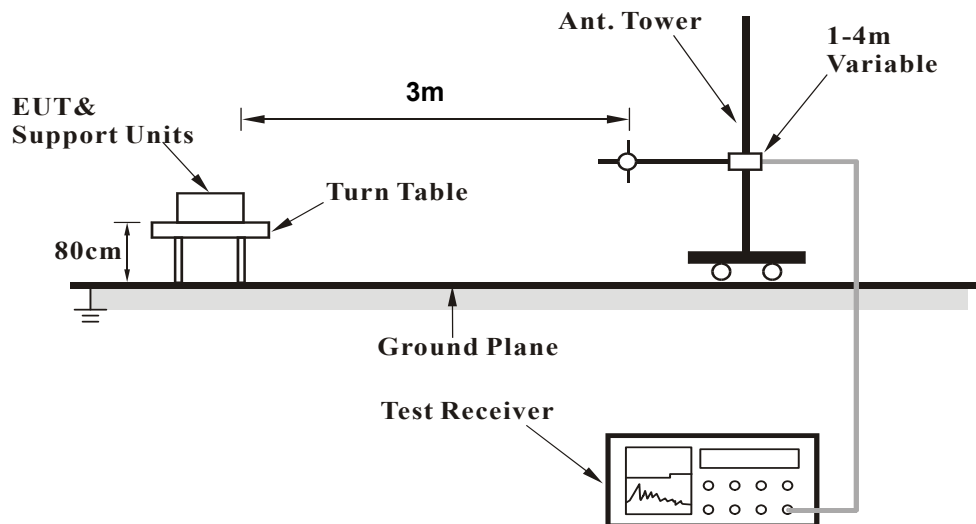 Ant. Tower
1-4m
Variable
3m
EUT&
Support Units
Turn Table
80cm
Ground Plane
Test Receiver